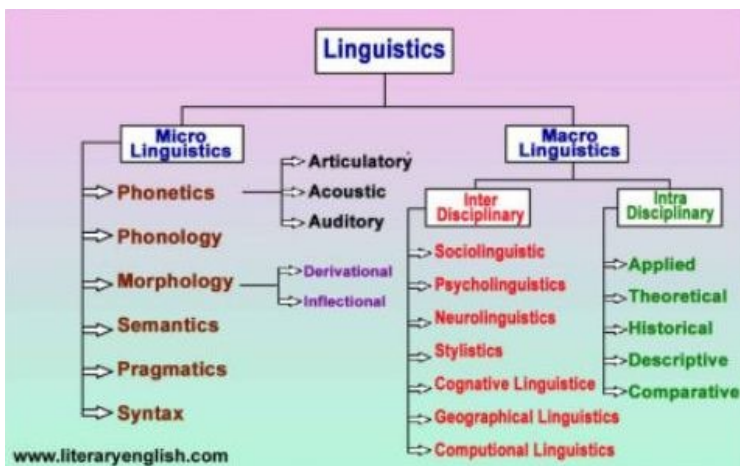 Linguistics
Micro
Linguistics
Phonetics
Articulatory
Acoustic
Auditory
Phonology
Morphology
Derivational
Inflectional
Semantics
Pragmatics
Syntax
Macro
Linguistics
Inter
Disciplinary
Sociolinguistic
Psycholinguistics
Neurolinguistics
Stylistics
Cognative Linguistice
Geographical Linguistics
Computional Linguistics
Intra
Disciplinary
Applied
Theoretical
Historical
Descriptive
Comparative
www.literaryenglish.com